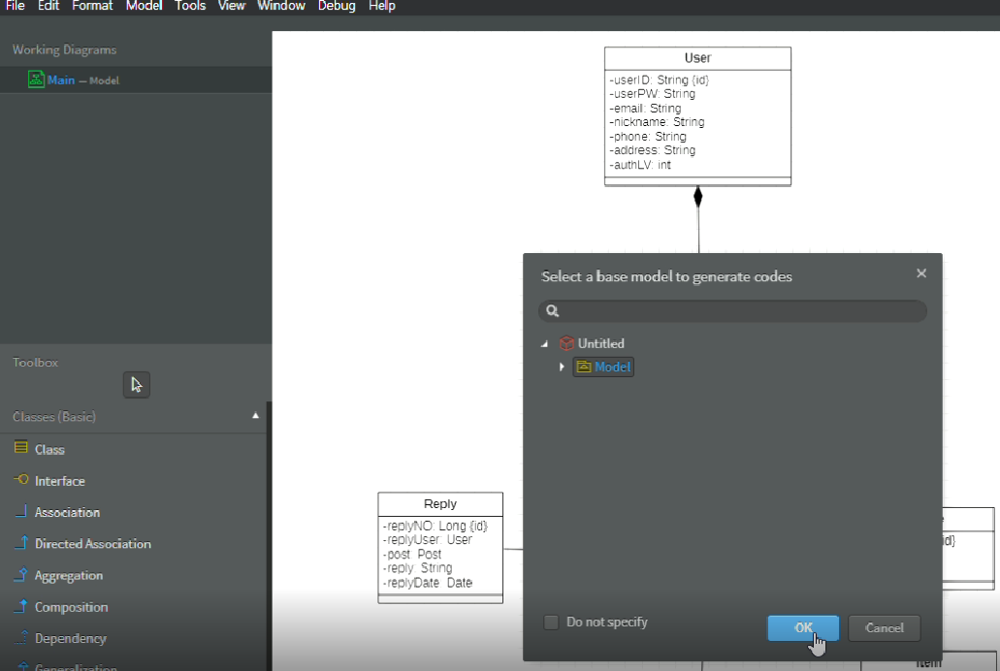 File Edit Format Model Tools View Window Debug Help
Working Diagrams
Main — Model
Toolbox
Classes (Basic)
Class
Interface
Association
Directed Association
Aggregation
Composition
Dependency
Generalization
User
-userID: String {id}
-userPW: String
-email: String
-nickname: String
-phone: String
-address: String
-authLV: int
Select a base model to generate codes
Untitled
Model
Do not specify
OK
Cancel
Reply
-replyNO: Long {id}
-replyUser: User
-post: Post
-reply: String
-replyDate: Date
id}
Item